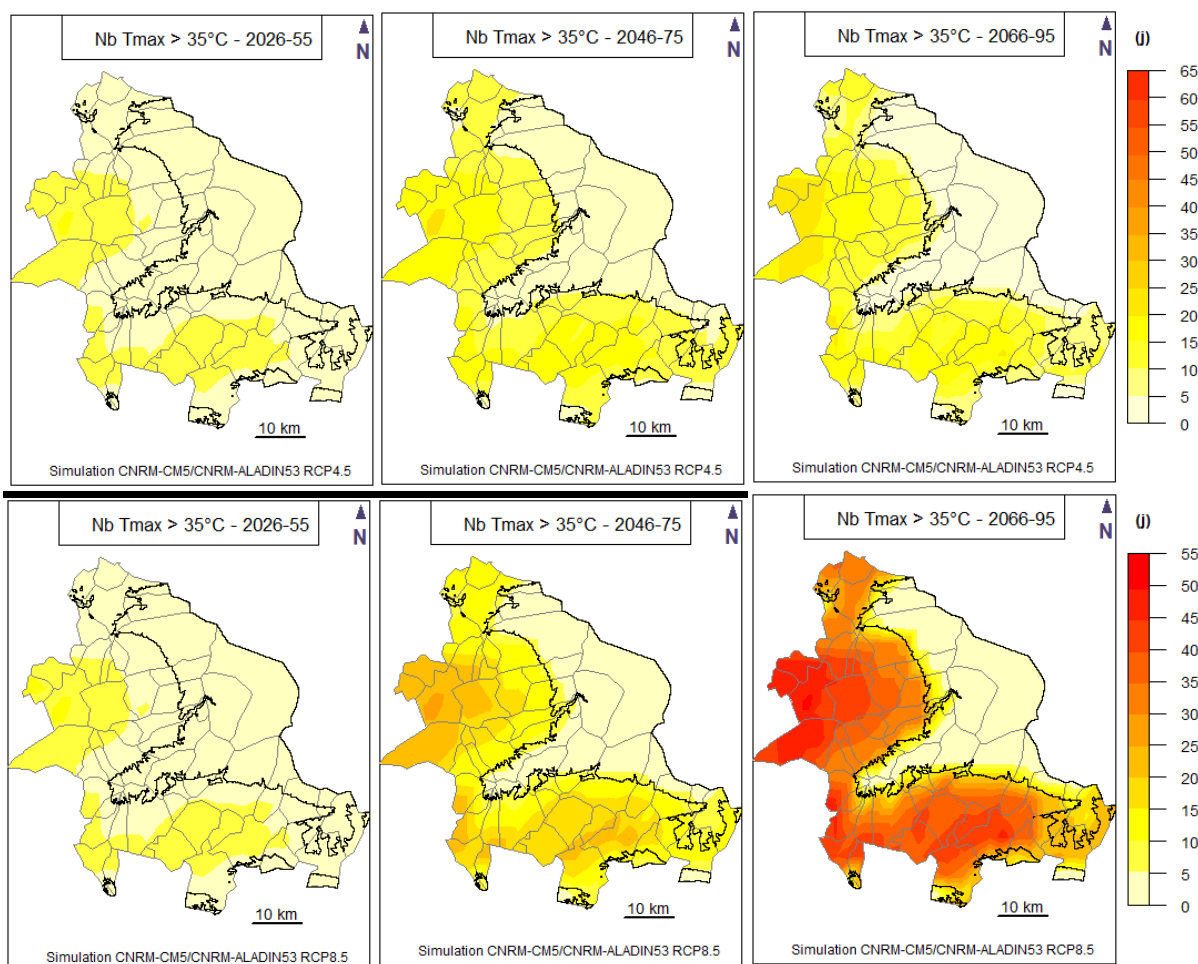 Nb Tmax > 35°C - 2026-55
N
10 km
Simulation CNRM-CM5/CNRM-ALADIN53 RCP4.5
Nb Tmax > 35°C - 2046-75
N
10 km
Simulation CNRM-CM5/CNRM-ALADIN53 RCP4.5
Nb Tmax > 35°C - 2066-95
N
10 km
Simulation CNRM-CM5/CNRM-ALADIN53 RCP4.5
(j)
65
60
55
50
45
40
35
30
25
20
15
10
5
0
Nb Tmax > 35°C - 2026-55
N
10 km
Simulation CNRM-CM5/CNRM-ALADIN53 RCP8.5
Nb Tmax > 35°C - 2046-75
N
10 km
Simulation CNRM-CM5/CNRM-ALADIN53 RCP8.5
Nb Tmax > 35°C - 2066-95
N
10 km
Simulation CNRM-CM5/CNRM-ALADIN53 RCP8.5
(j)
55
50
45
40
35
30
25
20
15
10
5
0